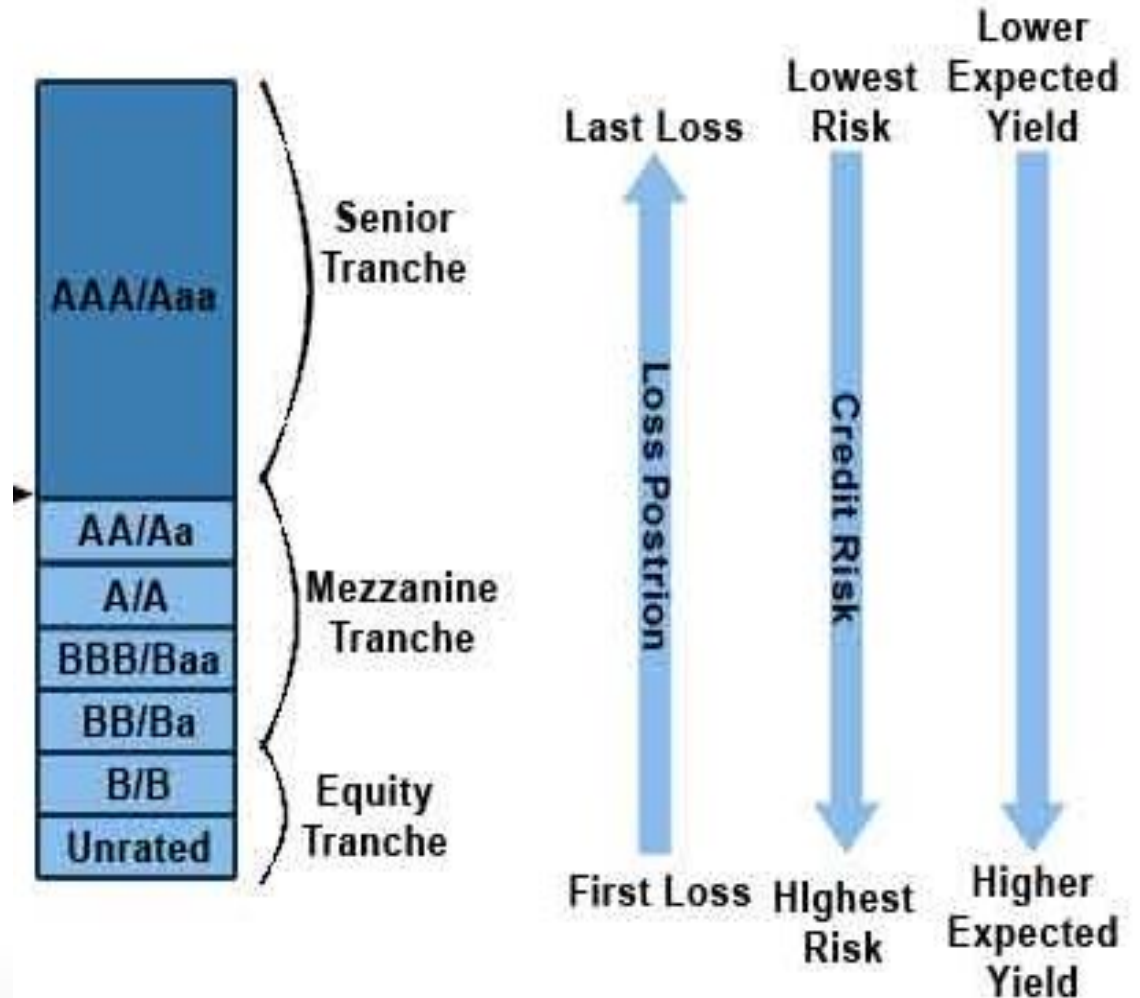 AAA/Aaa
AA/Aa
A/A
BBB/Baa
BB/Ba
B/B
Unrated
Senior
Tranche
Mezzanine
Tranche
Equity
Tranche
Last Loss
Loss Postrion
First Loss
Lowest
Risk
Credit Risk
HIghest
Risk
Lower
Expected
Yield
Higher
Expected
Yield